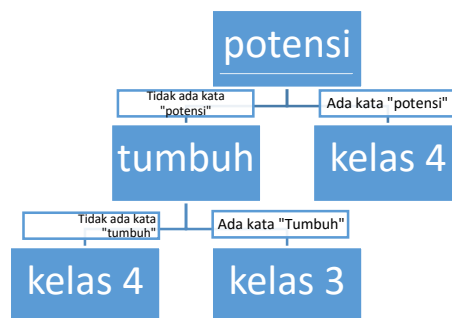 potensi
Tidak ada kata
"potensi"
Ada kata "potensi"
tumbuh
kelas 4
Tidak ada kata
"tumbuh"
Ada kata "Tumbuh"
kelas 4
kelas 3